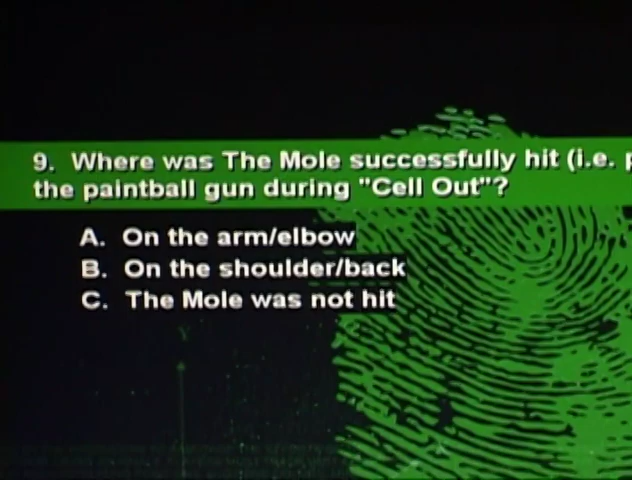 9. Where was The Mole successfully hit (i.e.
the paintball gun during "Cell Out"?
A. On the arm/elbow
B. On the shoulder/back
C. The Mole was not hit
Y